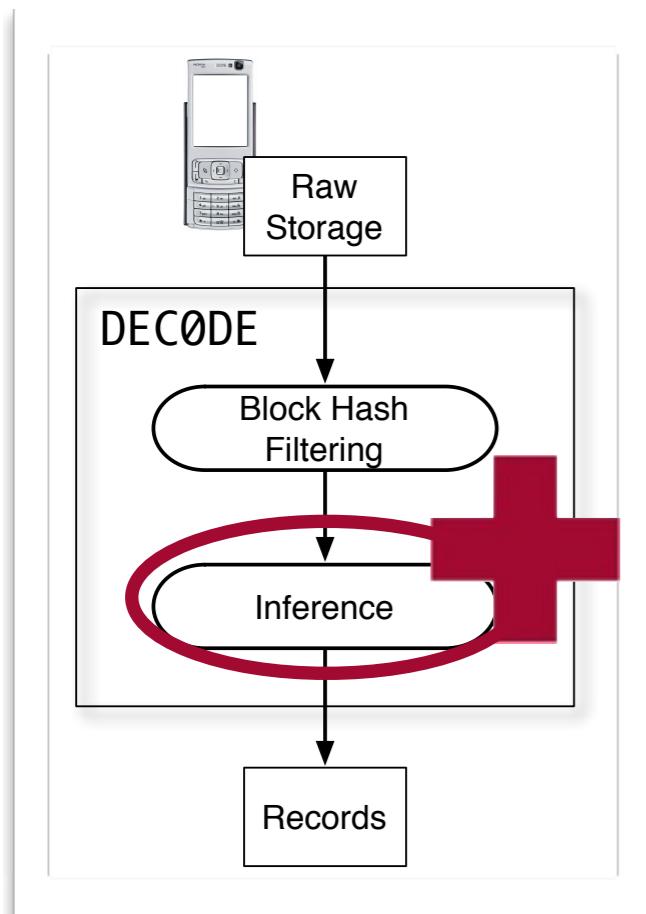 Raw
Storage
DEC0DE
Block Hash
Filtering
Inference
Records